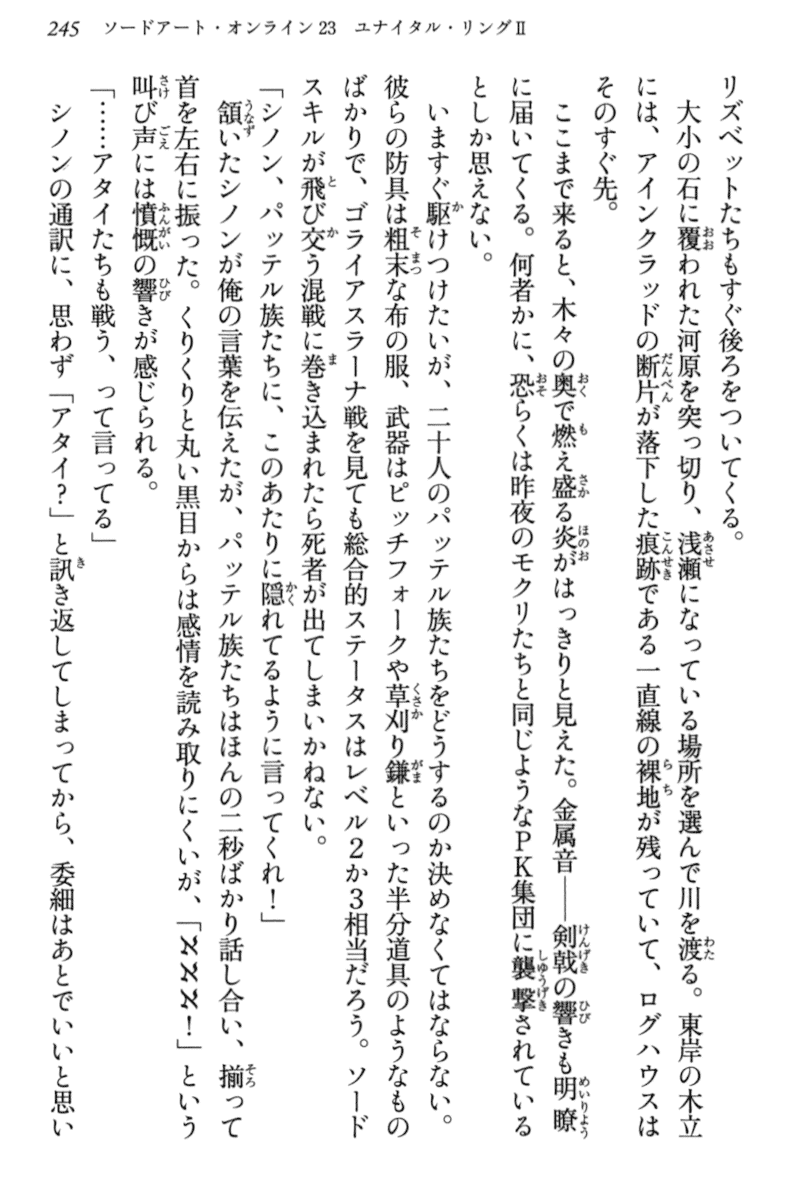 245 ソードアート・オンライン23 ユナイタル・リングⅡ
リズベットたちもすぐ後ろをついてくる。
大小の石に覆われた河原を突っ切り、浅瀬になっている場所を選んで川を渡る。東岸の木立
には、アインクラッドの断片が落下した痕跡である一直線の裸地が残っていて、ログハウスは
そのすぐ先。
ここまで来ると、木々の奥で燃え盛る炎がはっきりと見えた。金属音――剣戟の響きも明瞭
に届いてくる。何者かに、恐らくは昨夜のモクリたちと同じようなPK集団に襲撃されている
としか思えない。
いますぐ駆けつけたいが、二十人のパッテル族たちをどうするのか決めなくてはならない。
彼らの防具は粗末な布の服、武器はピッチフォークや草刈り鎌といった半分道具のようなもの
ばかりで、ゴライアスラーナ戦を見ても総合的ステータスはレベル2か3相当だろう。ソード
スキルが飛び交う混戦に巻き込まれたら死者が出てしまいかねない。
「シノン、パッテル族たちに、このあたりに隠れてるように言ってくれ！」
頷いたシノンが俺の言葉を伝えたが、パッテル族たちはほんの二秒ばかり話し合い、揃って
首を左右に振った。くりくりと丸い黒目からは感情を読み取りにくいが、「ℵℵℵ！」という
叫び声には憤慨の響きが感じられる。
「……アタイたちも戦う、って言ってる」
シノンの通訳に、思わず「アタイ？」と訊き返してしまってから、委細はあとでいいと思い